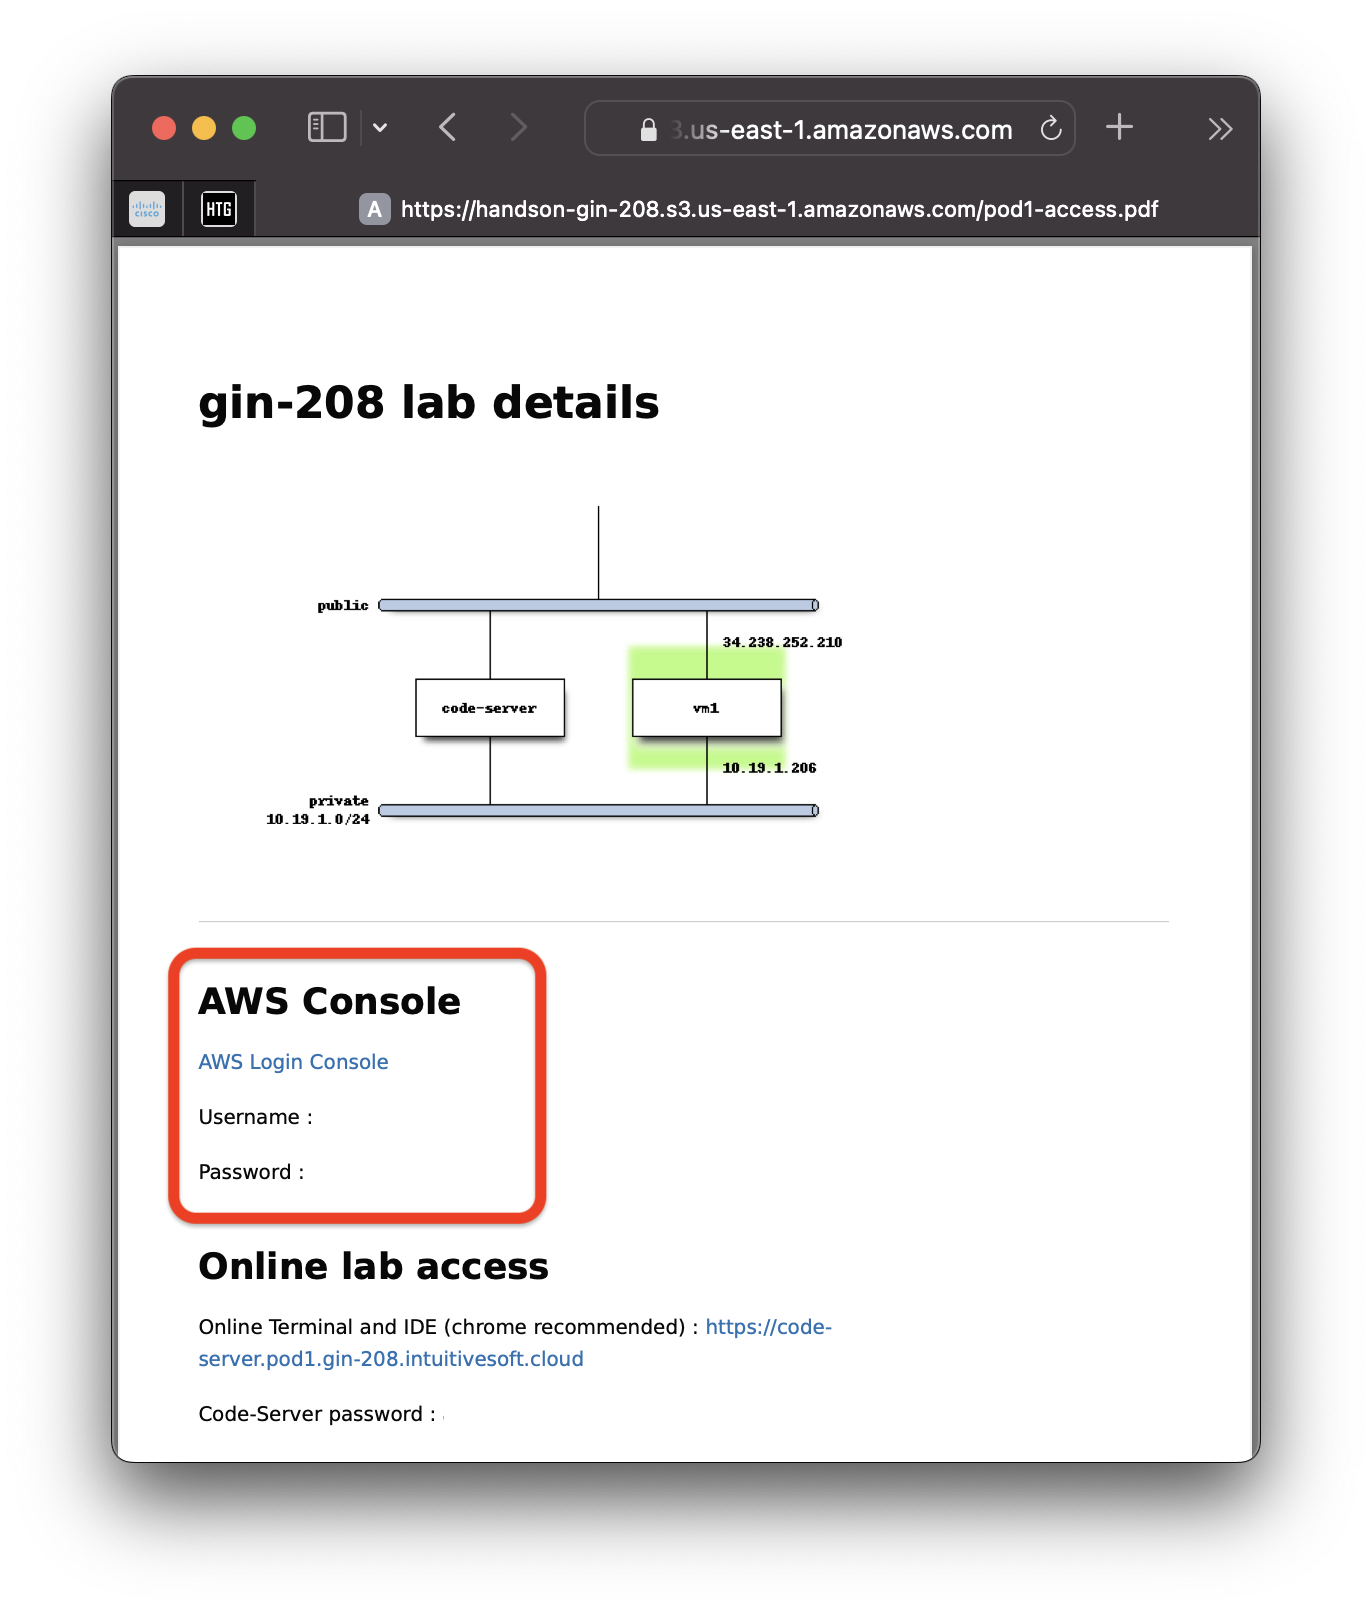 .us-east-1.amazonaws.com
CISCO
HTG
A https://handson-gin-208.s3.us-east-1.amazonaws.com/pod1-access.pdf
gin-208 lab details
public
34.238.252.210
code-server
vm1
10.19.1.206
private
10.19.1.0/24
AWS Console
AWS Login Console
Username :
Password :
Online lab access
Online Terminal and IDE (chrome recommended) : https://code-
server.pod1.gin-208.intuitivesoft.cloud
Code-Server password :